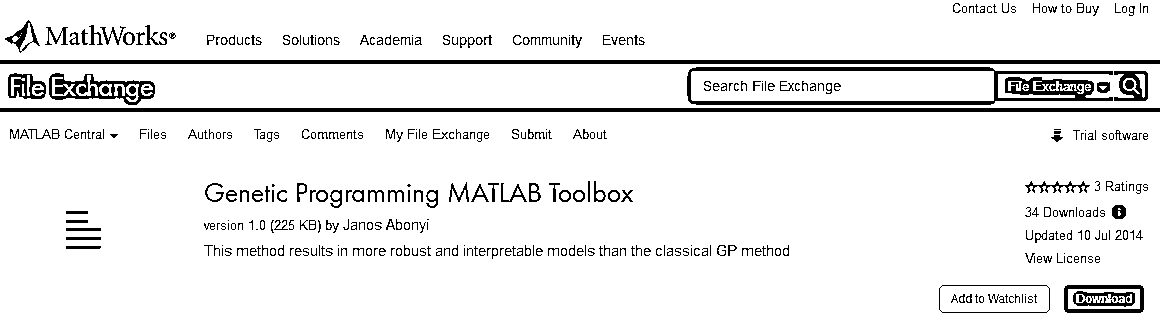 Contact Us How to Buy Log In
MathWorks® Products Solutions Academia Support Community Events
File Exchange Search File Exchange File Exchange
MATLAB Central Files Authors Tags Comments My File Exchange Submit About Trial software
Genetic Programming MATLAB Toolbox
version 1.0 (225 KB) by Janos Abonyi
This method results in more robust and interpretable models than the classical GP method
3 Ratings
34 Downloads
Updated 10 Jul 2014
View License
Add to Watchlist Download